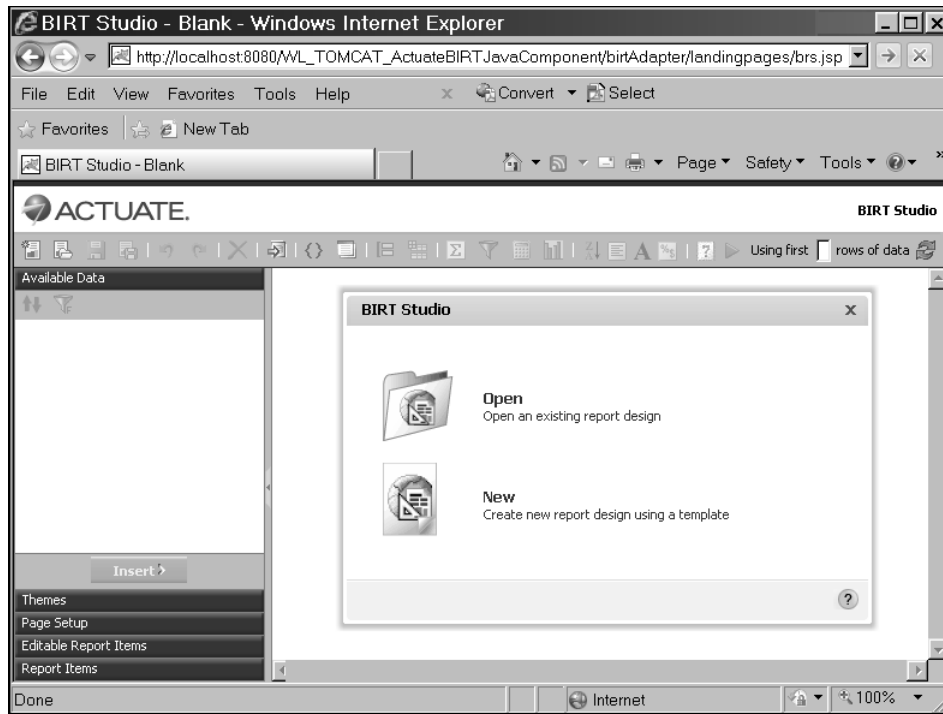 BIRT Studio - Blank - Windows Internet Explorer
http://localhost:8080/WL_TOMCAT_ActuateBIRTJavaComponent/birtAdapter/landingpages/brs.jsp
File Edit View Favorites Tools Help x Convert Select
Favorites New Tab
BIRT Studio - Blank Page Safety Tools »
ACTUATE. BIRT Studio
Using first rows of data
Available Data
BIRT Studio x
Open
Open an existing report design
New
Create new report design using a template
Insert
Themes
?
Page Setup
Editable Report Items
Report Items
Done Internet 100%